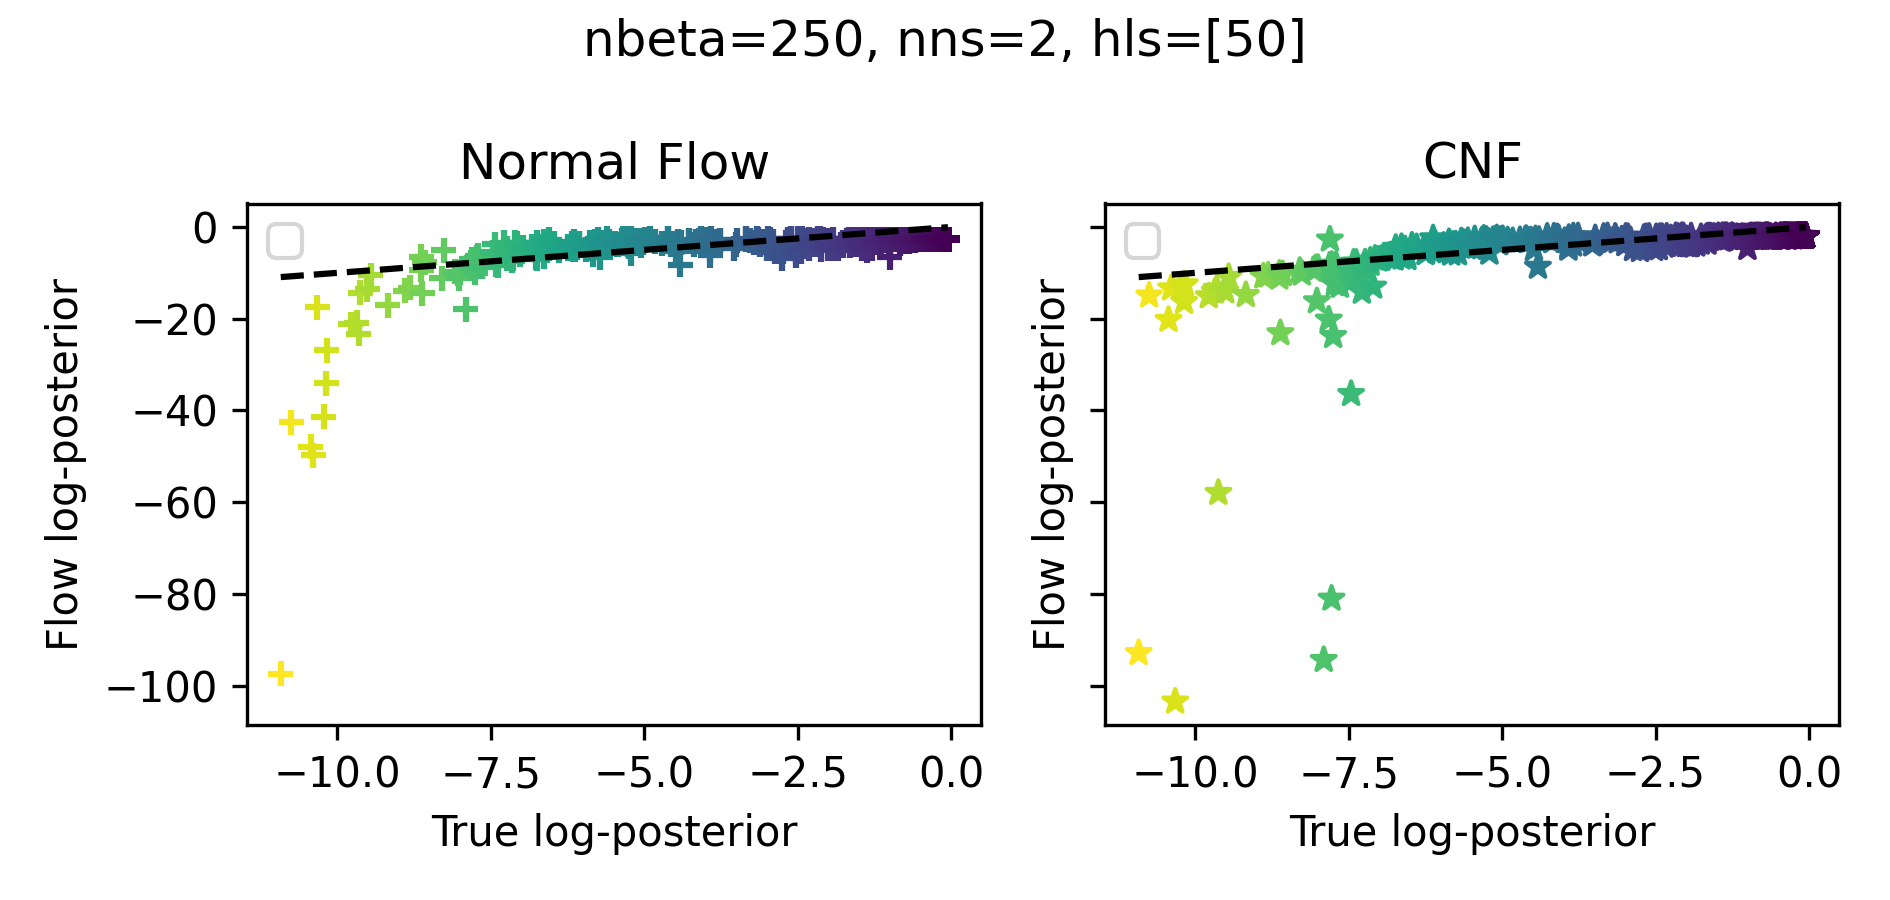 nbeta=250, nns=2, hls=[50]
Normal Flow
CNF
0
−20
−40
−60
−80
−100
Flow log-posterior
Flow log-posterior
−10.0 −7.5 −5.0 −2.5 0.0
−10.0 −7.5 −5.0 −2.5 0.0
True log-posterior
True log-posterior